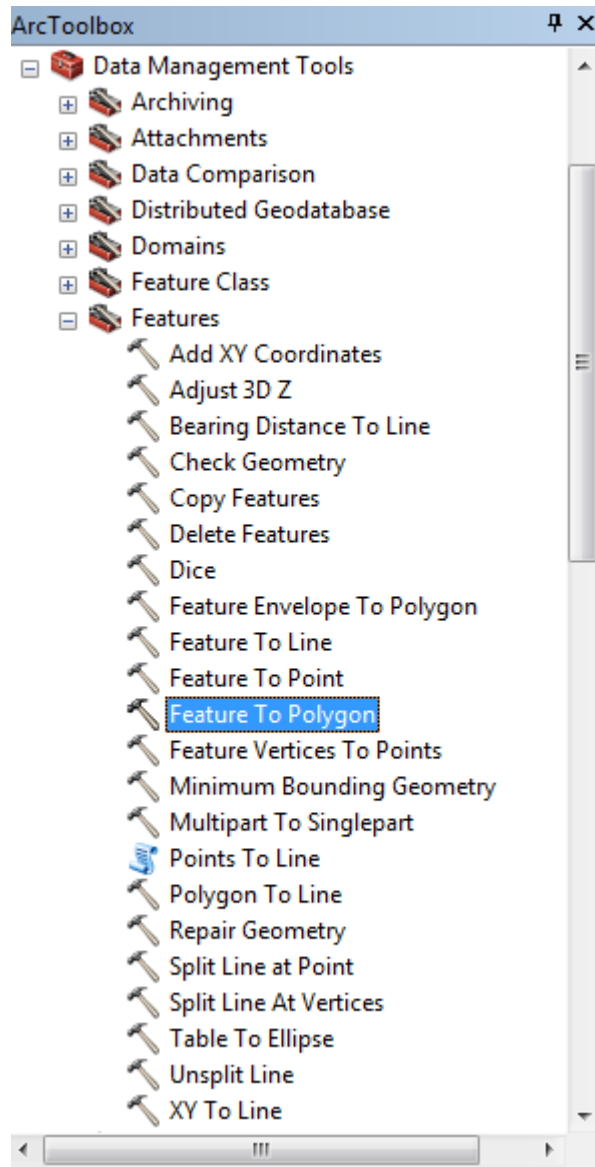 ArcToolbox
Data Management Tools
Archiving
Attachments
Data Comparison
Distributed Geodatabase
Domains
Feature Class
Features
Add XY Coordinates
Adjust 3D Z
Bearing Distance To Line
Check Geometry
Copy Features
Delete Features
Dice
Feature Envelope To Polygon
Feature To Line
Feature To Point
Feature To Polygon
Feature Vertices To Points
Minimum Bounding Geometry
Multipart To Singlepart
Points To Line
Polygon To Line
Repair Geometry
Split Line at Point
Split Line At Vertices
Table To Ellipse
Unsplit Line
XY To Line